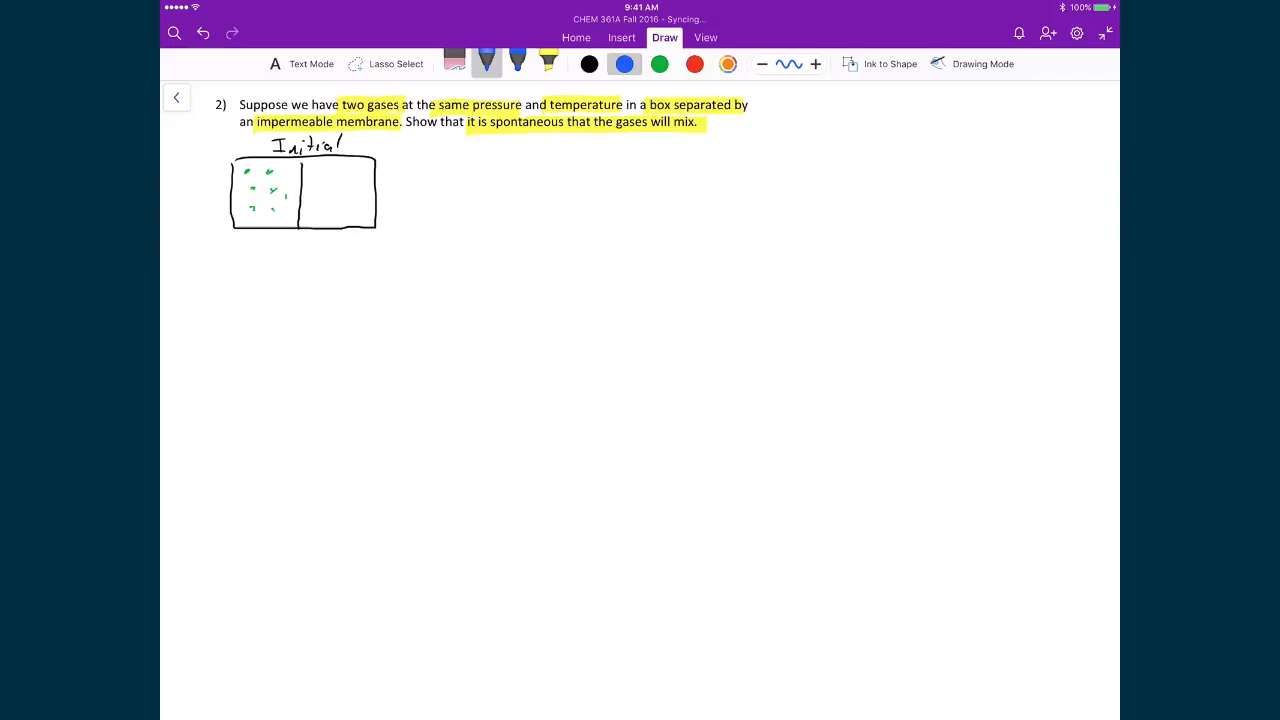 9:41 AM
100%
CHEM 361A Fall 2016 - Syncing...
Home Insert Draw View
A Text Mode Lasso Select Ink to Shape Drawing Mode
2) Suppose we have two gases at the same pressure and temperature in a box separated by
an impermeable membrane. Show that it is spontaneous that the gases will mix.
Initial